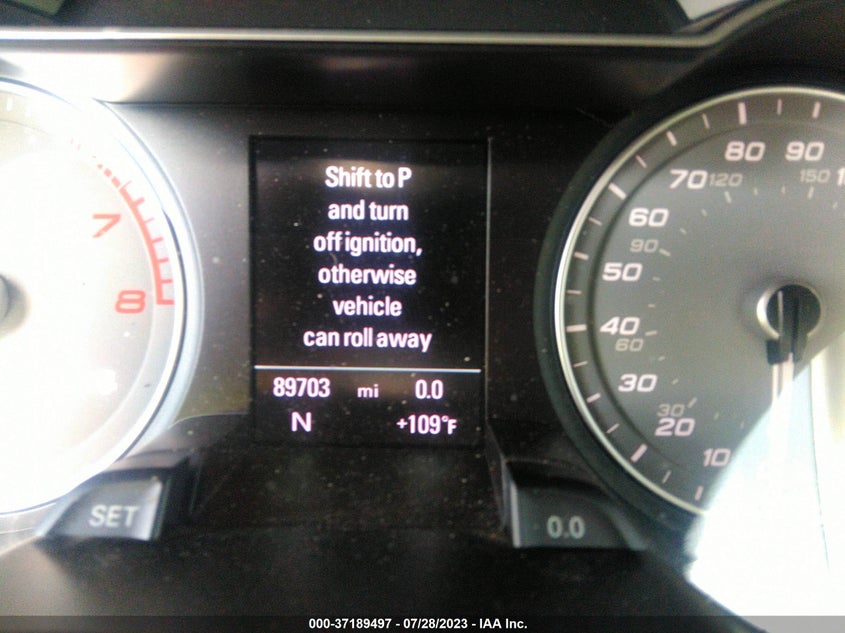 Shift to P
and turn
off ignition,
otherwise
vehicle
can roll away
89703 mi 0.0
N +109°F
7
8
80 90
70 120 150
60
90
50
40
60
30
30
20
10
SET
0.0
000-37189497 - 07/28/2023 - IAA Inc.